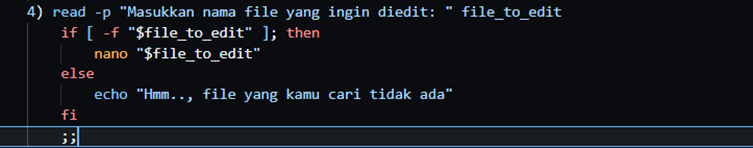 4) read -p "Masukkan nama file yang ingin diedit: " file_to_edit
if [ -f "$file_to_edit" ]; then
nano "$file_to_edit"
else
echo "Hmm.., file yang kamu cari tidak ada"
fi
;;